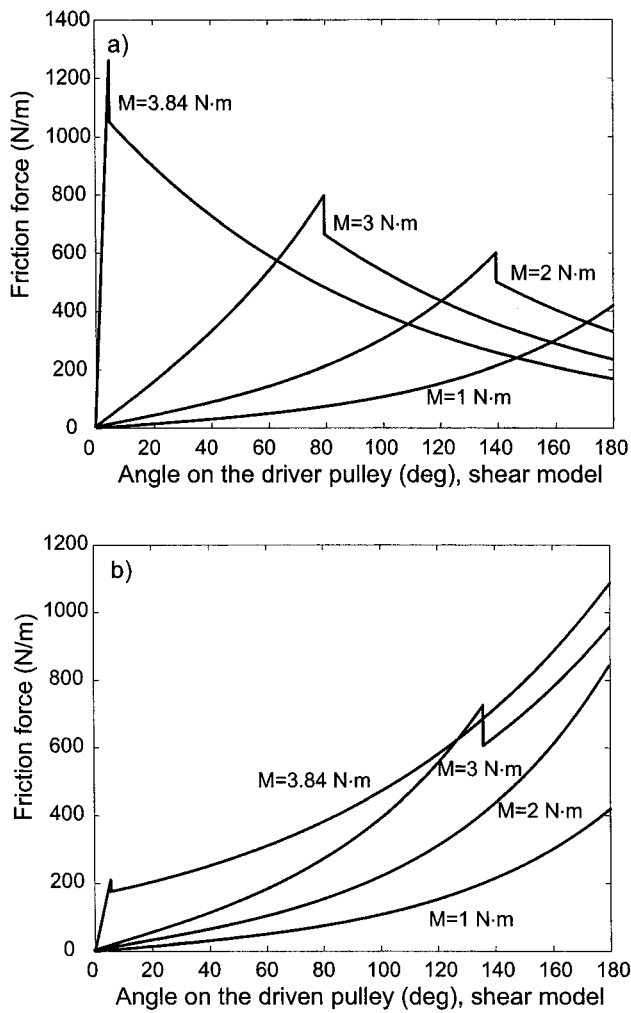 a)
Friction force (N/m)
1400
1200
1000
800
600
400
200
0
M=3.84 N·m
M=3 N·m
M=2 N·m
M=1 N·m
0 20 40 60 80 100 120 140 160 180
Angle on the driver pulley (deg), shear model
b)
Friction force (N/m)
1200
1000
800
600
400
200
0
M=3.84 N·m
M=3 N·m
M=2 N·m
M=1 N·m
0 20 40 60 80 100 120 140 160 180
Angle on the driven pulley (deg), shear model